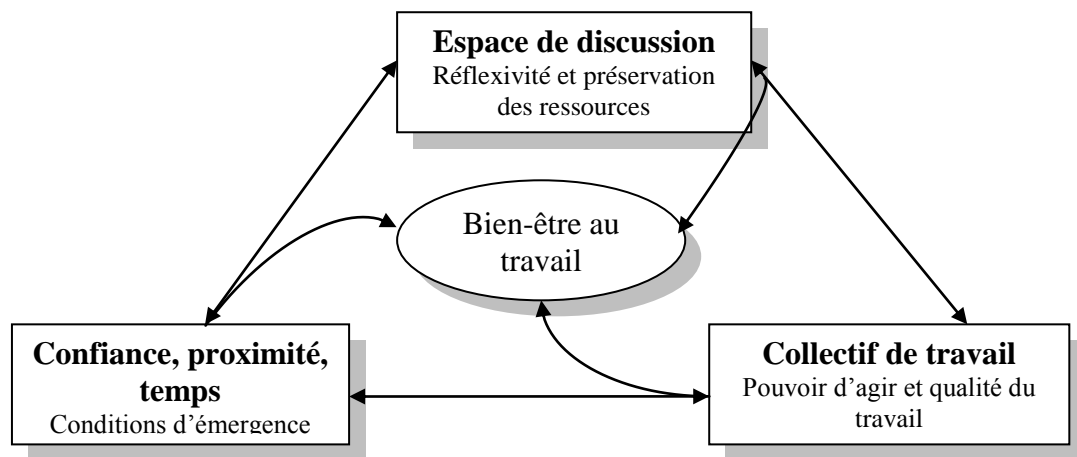 Espace de discussion
Réflexivité et préservation
des ressources
Bien-être au
travail
Confiance, proximité,
temps
Conditions d’émergence
Collectif de travail
Pouvoir d’agir et qualité du
travail